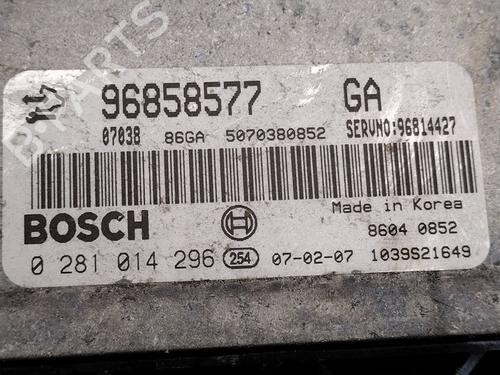 96858577 GA
07038 86GA 5070380852 SERVNO:96814427
Made in Korea
BOSCH
8604 0852
0 281 014 296 254 07-02-07 1039S21649
B-PARTS